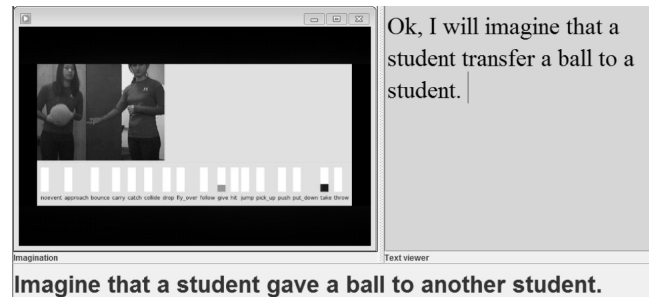 Ok, I will imagine that a
student transfer a ball to a
student.
noevent approach bounce carry catch collide drop fly_over follow give hit jump pick_up push put_down take throw
Imagination
Text viewer
Imagine that a student gave a ball to another student.